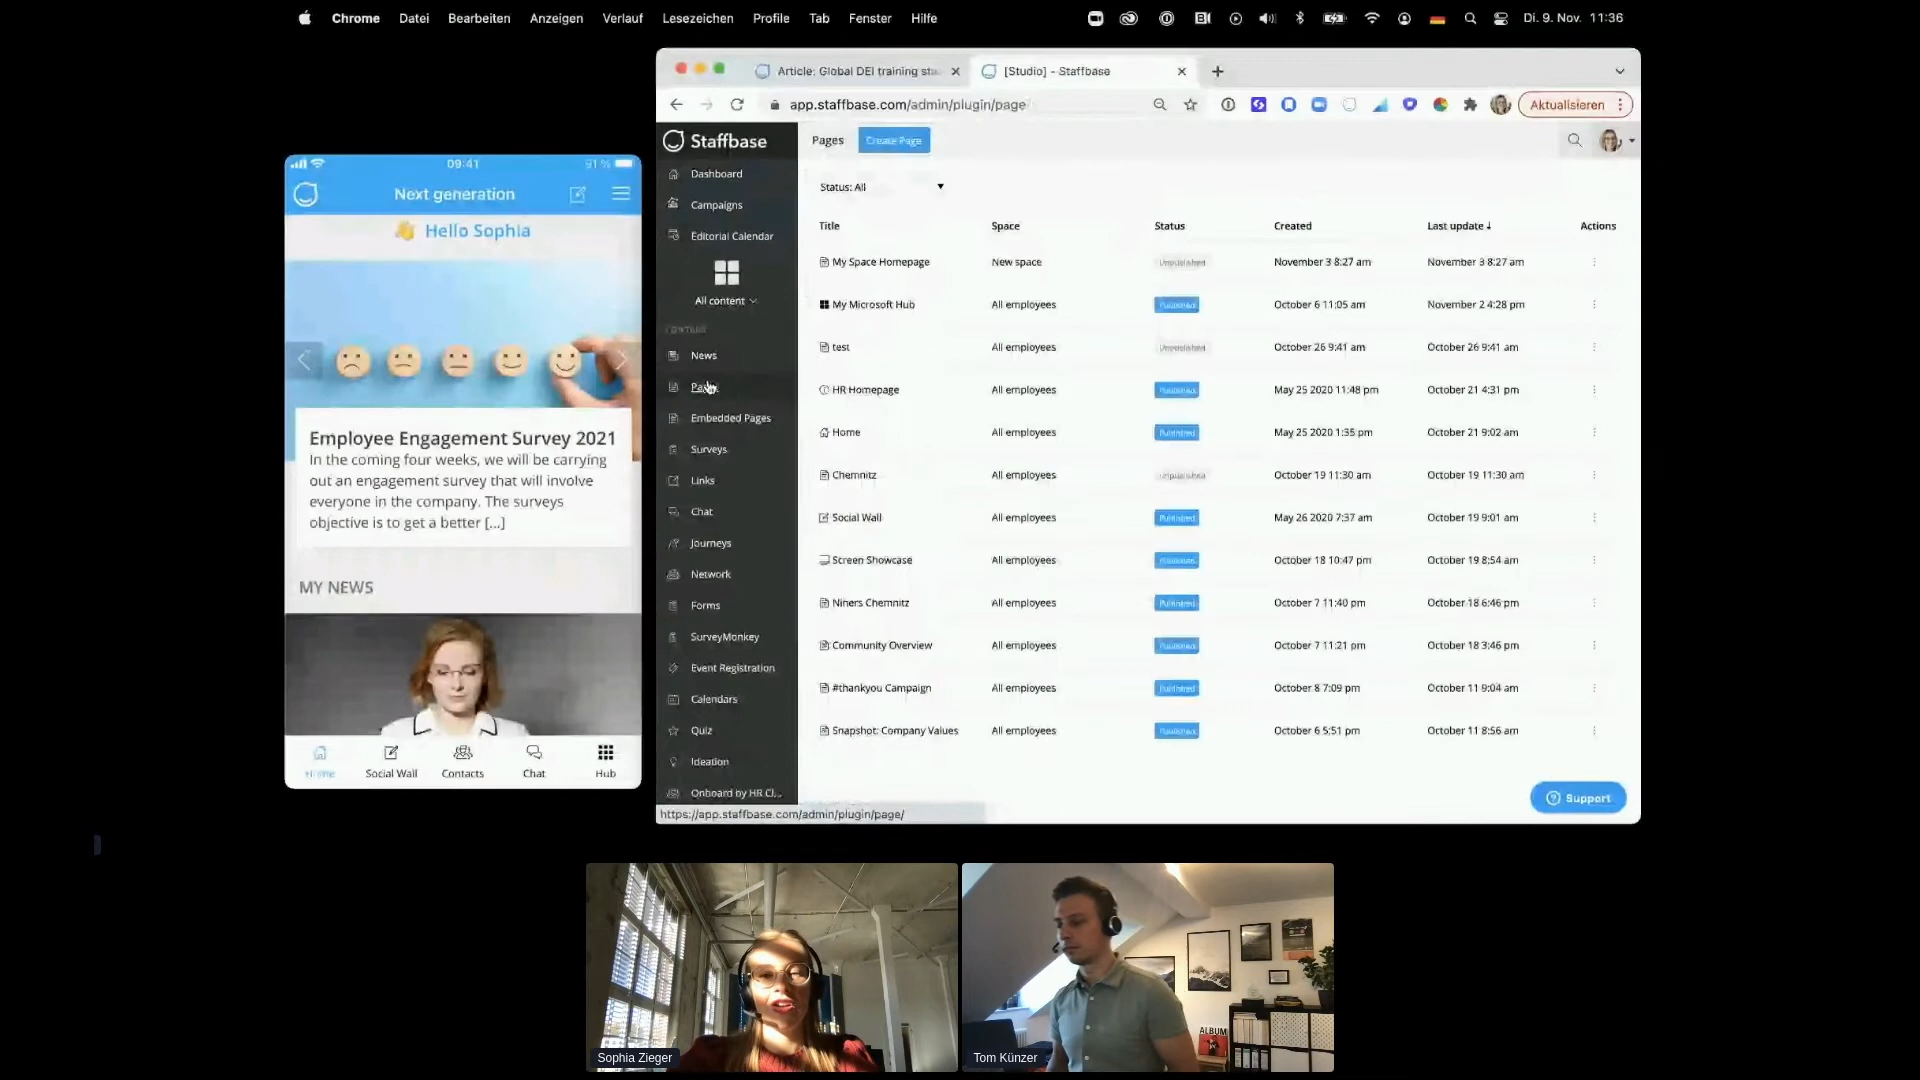 Chrome Datei Bearbeiten Anzeigen Verlauf Lesezeichen Profile Tab Fenster Hilfe Di. 9. Nov. 11:36
Article: Global DEI training sta
[Studio] - Staffbase
app.staffbase.com/admin/plugin/page
Aktualisieren
Staffbase
Pages
Create Page
Dashboard
Campaigns
Editorial Calendar
All content
CONTENT
News
Embedded Pages
Surveys
Links
Chat
Journeys
Network
Forms
SurveyMonkey
Event Registration
Calendars
Quiz
Ideation
Onboard by HR Cl...
https://app.staffbase.com/admin/plugin/page/
Status: All
Title Space Status Created Last update Actions
My Space Homepage New space Unpublished November 3 8:27 am November 3 8:27 am
My Microsoft Hub All employees Published October 6 11:05 am November 2 4:28 pm
test All employees Unpublished October 26 9:41 am October 26 9:41 am
HR Homepage All employees Published May 25 2020 11:48 pm October 21 4:31 pm
Home All employees Published May 25 2020 1:35 pm October 21 9:02 am
Chemnitz All employees Unpublished October 19 11:30 am October 19 11:30 am
Social Wall All employees Published May 26 2020 7:37 am October 19 9:01 am
Screen Showcase All employees Published October 18 10:47 pm October 19 8:54 am
Niners Chemnitz All employees Published October 7 11:40 pm October 18 6:46 pm
Community Overview All employees Published October 7 11:21 pm October 18 3:46 pm
#thankyou Campaign All employees Published October 8 7:09 pm October 11 9:04 am
Snapshot: Company Values All employees Published October 6 5:51 pm October 11 8:56 am
Support
09:41
91 %
Next generation
Hello Sophia
Employee Engagement Survey 2021
In the coming four weeks, we will be carrying
out an engagement survey that will involve
everyone in the company. The surveys
objective is to get a better [...]
MY NEWS
Home Social Wall Contacts Chat Hub
Sophia Zieger
Tom Künzer
ALBUM